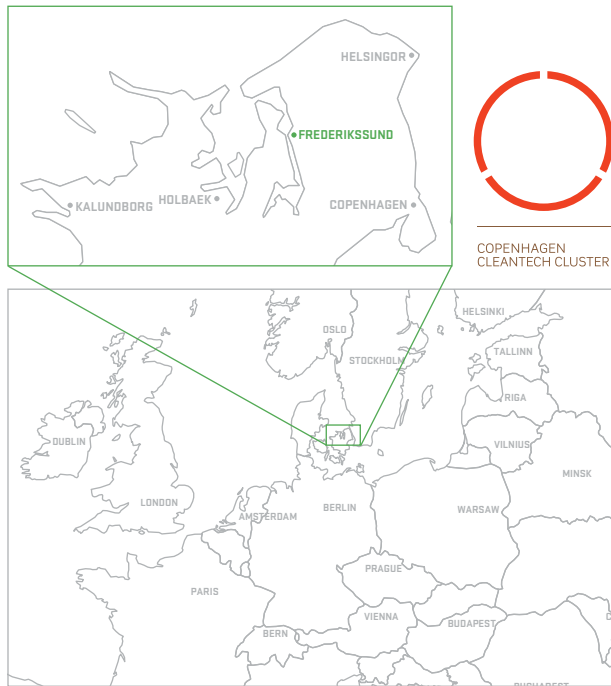 HELSINGOR
FREDERIKSSUND
KALUNDBORG
HOLBAEK
COPENHAGEN
COPENHAGEN
CLEANTECH CLUSTER
HELSINKI
OSLO
TALLINN
STOCKHOLM
RIGA
DUBLIN
VILNIUS
MINSK
LONDON
AMSTERDAM
BERLIN
WARSAW
PRAGUE
PARIS
VIENNA
BUDAPEST
BERN